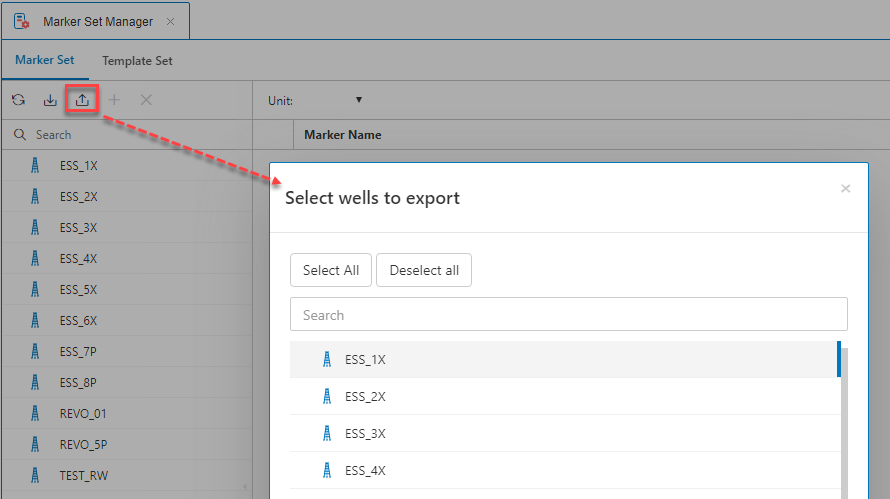 Marker Set Manager
Marker Set Template Set
Unit:
Search
Marker Name
ESS_1X
ESS_2X
ESS_3X
ESS_4X
ESS_5X
ESS_6X
ESS_7P
ESS_8P
REVO_01
REVO_5P
TEST_RW
Select wells to export
Select All Deselect all
Search
ESS_1X
ESS_2X
ESS_3X
ESS_4X